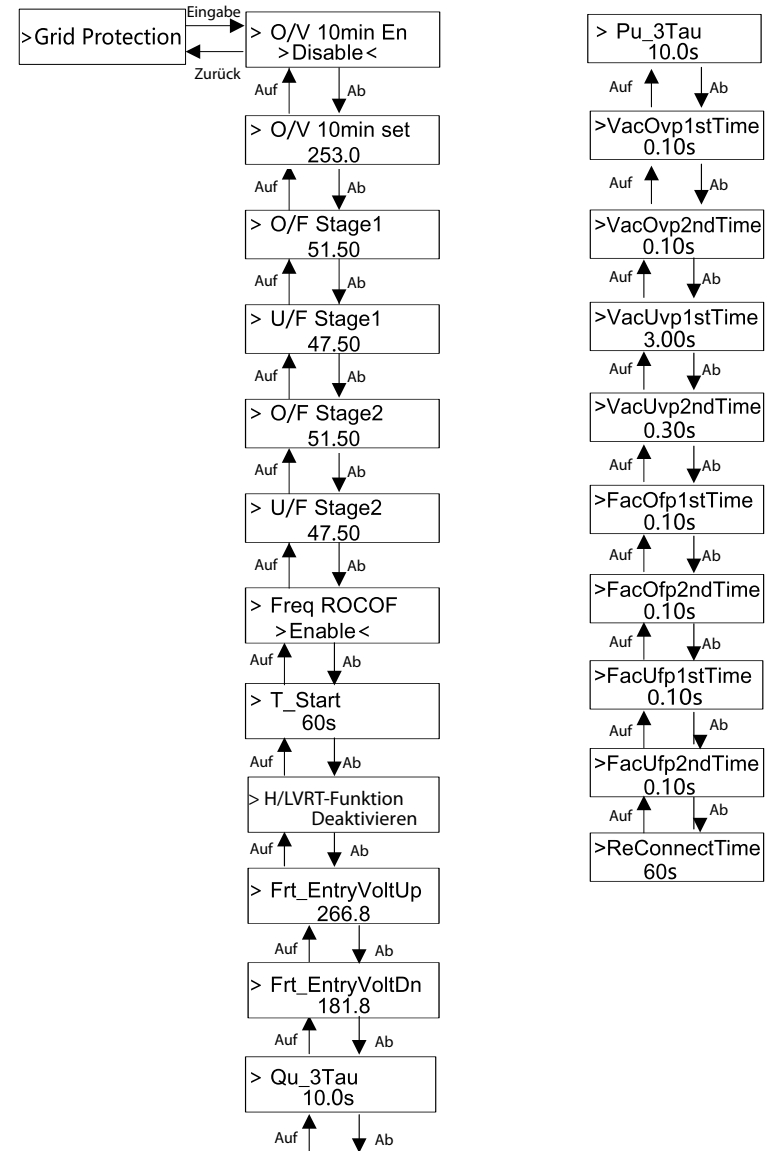 >Grid Protection
Eingabe
Zurück
> O/V 10min En
>Disable<
Auf
Ab
> O/V 10min set
253.0
Auf
Ab
> O/F Stage1
51.50
Auf
Ab
> U/F Stage1
47.50
Auf
Ab
> O/F Stage2
51.50
Auf
Ab
> U/F Stage2
47.50
Auf
Ab
> Freq ROCOF
>Enable<
Auf
Ab
> T_Start
60s
Auf
Ab
> H/LVRT-Funktion
Deaktivieren
Auf
Ab
> Frt_EntryVoltUp
266.8
Auf
Ab
> Frt_EntryVoltDn
181.8
Auf
Ab
> Qu_3Tau
10.0s
Auf
Ab
> Pu_3Tau
10.0s
Auf
Ab
>VacOvp1stTime
0.10s
Auf
Ab
>VacOvp2ndTime
0.10s
Auf
Ab
>VacUvp1stTime
3.00s
Auf
Ab
>VacUvp2ndTime
0.30s
Auf
Ab
>FacOfp1stTime
0.10s
Auf
Ab
>FacOfp2ndTime
0.10s
Auf
Ab
>FacUfp1stTime
0.10s
Auf
Ab
>FacUfp2ndTime
0.10s
Auf
Ab
>ReConnectTime
60s